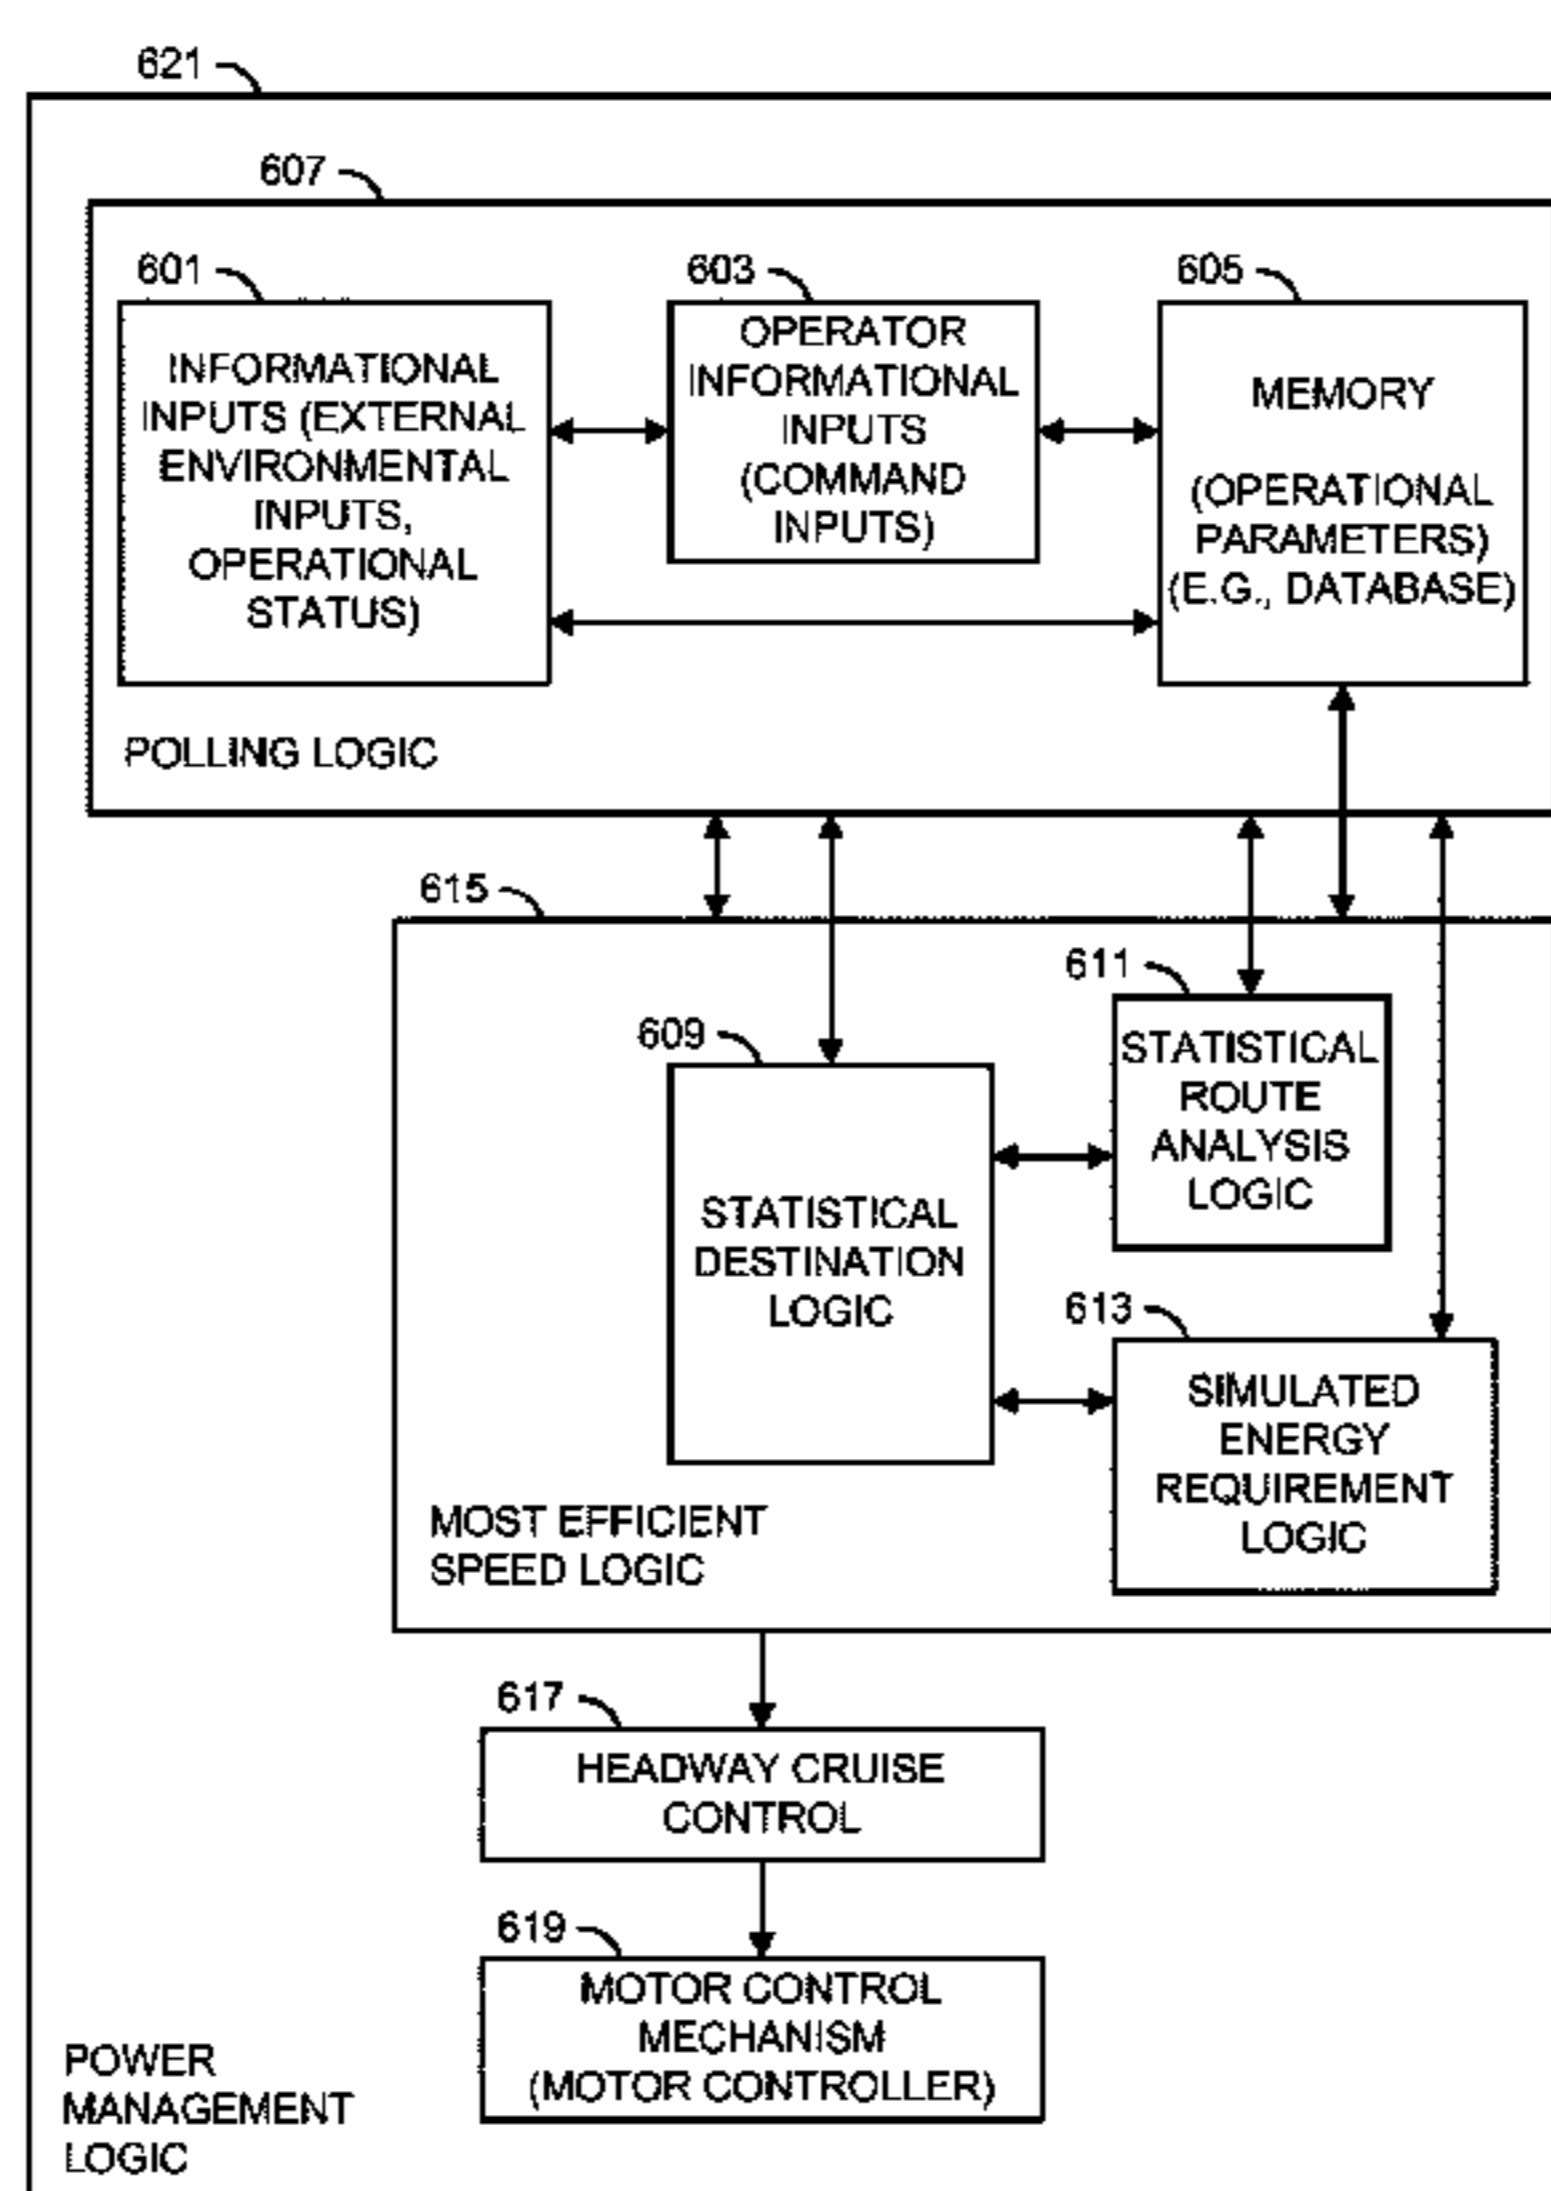 621
607
601
603
605
INFORMATIONAL
INPUTS (EXTERNAL
ENVIRONMENTAL
INPUTS,
OPERATIONAL
STATUS)
OPERATOR
INFORMATIONAL
INPUTS
(COMMAND
INPUTS)
MEMORY
(OPERATIONAL
PARAMETERS)
(E.G., DATABASE)
POLLING LOGIC
615
611
609
STATISTICAL
ROUTE
ANALYSIS
LOGIC
STATISTICAL
DESTINATION
LOGIC
613
SIMULATED
ENERGY
REQUIREMENT
LOGIC
MOST EFFICIENT
SPEED LOGIC
617
HEADWAY CRUISE
CONTROL
619
MOTOR CONTROL
MECHANISM
(MOTOR CONTROLLER)
POWER
MANAGEMENT
LOGIC